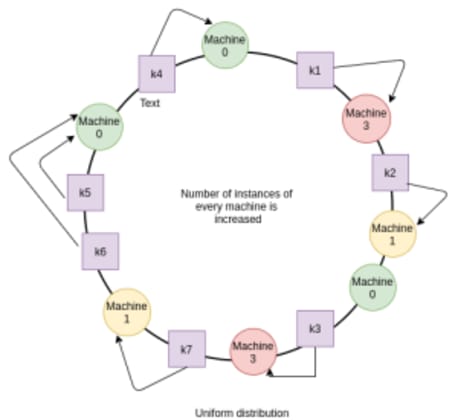 Machine
0
k1
k4
Machine
3
Text
Machine
0
k2
k5
Number of instances of
every machine is
increased
Machine
1
k6
Machine
0
Machine
1
k3
k7
Machine
3
Uniform distribution